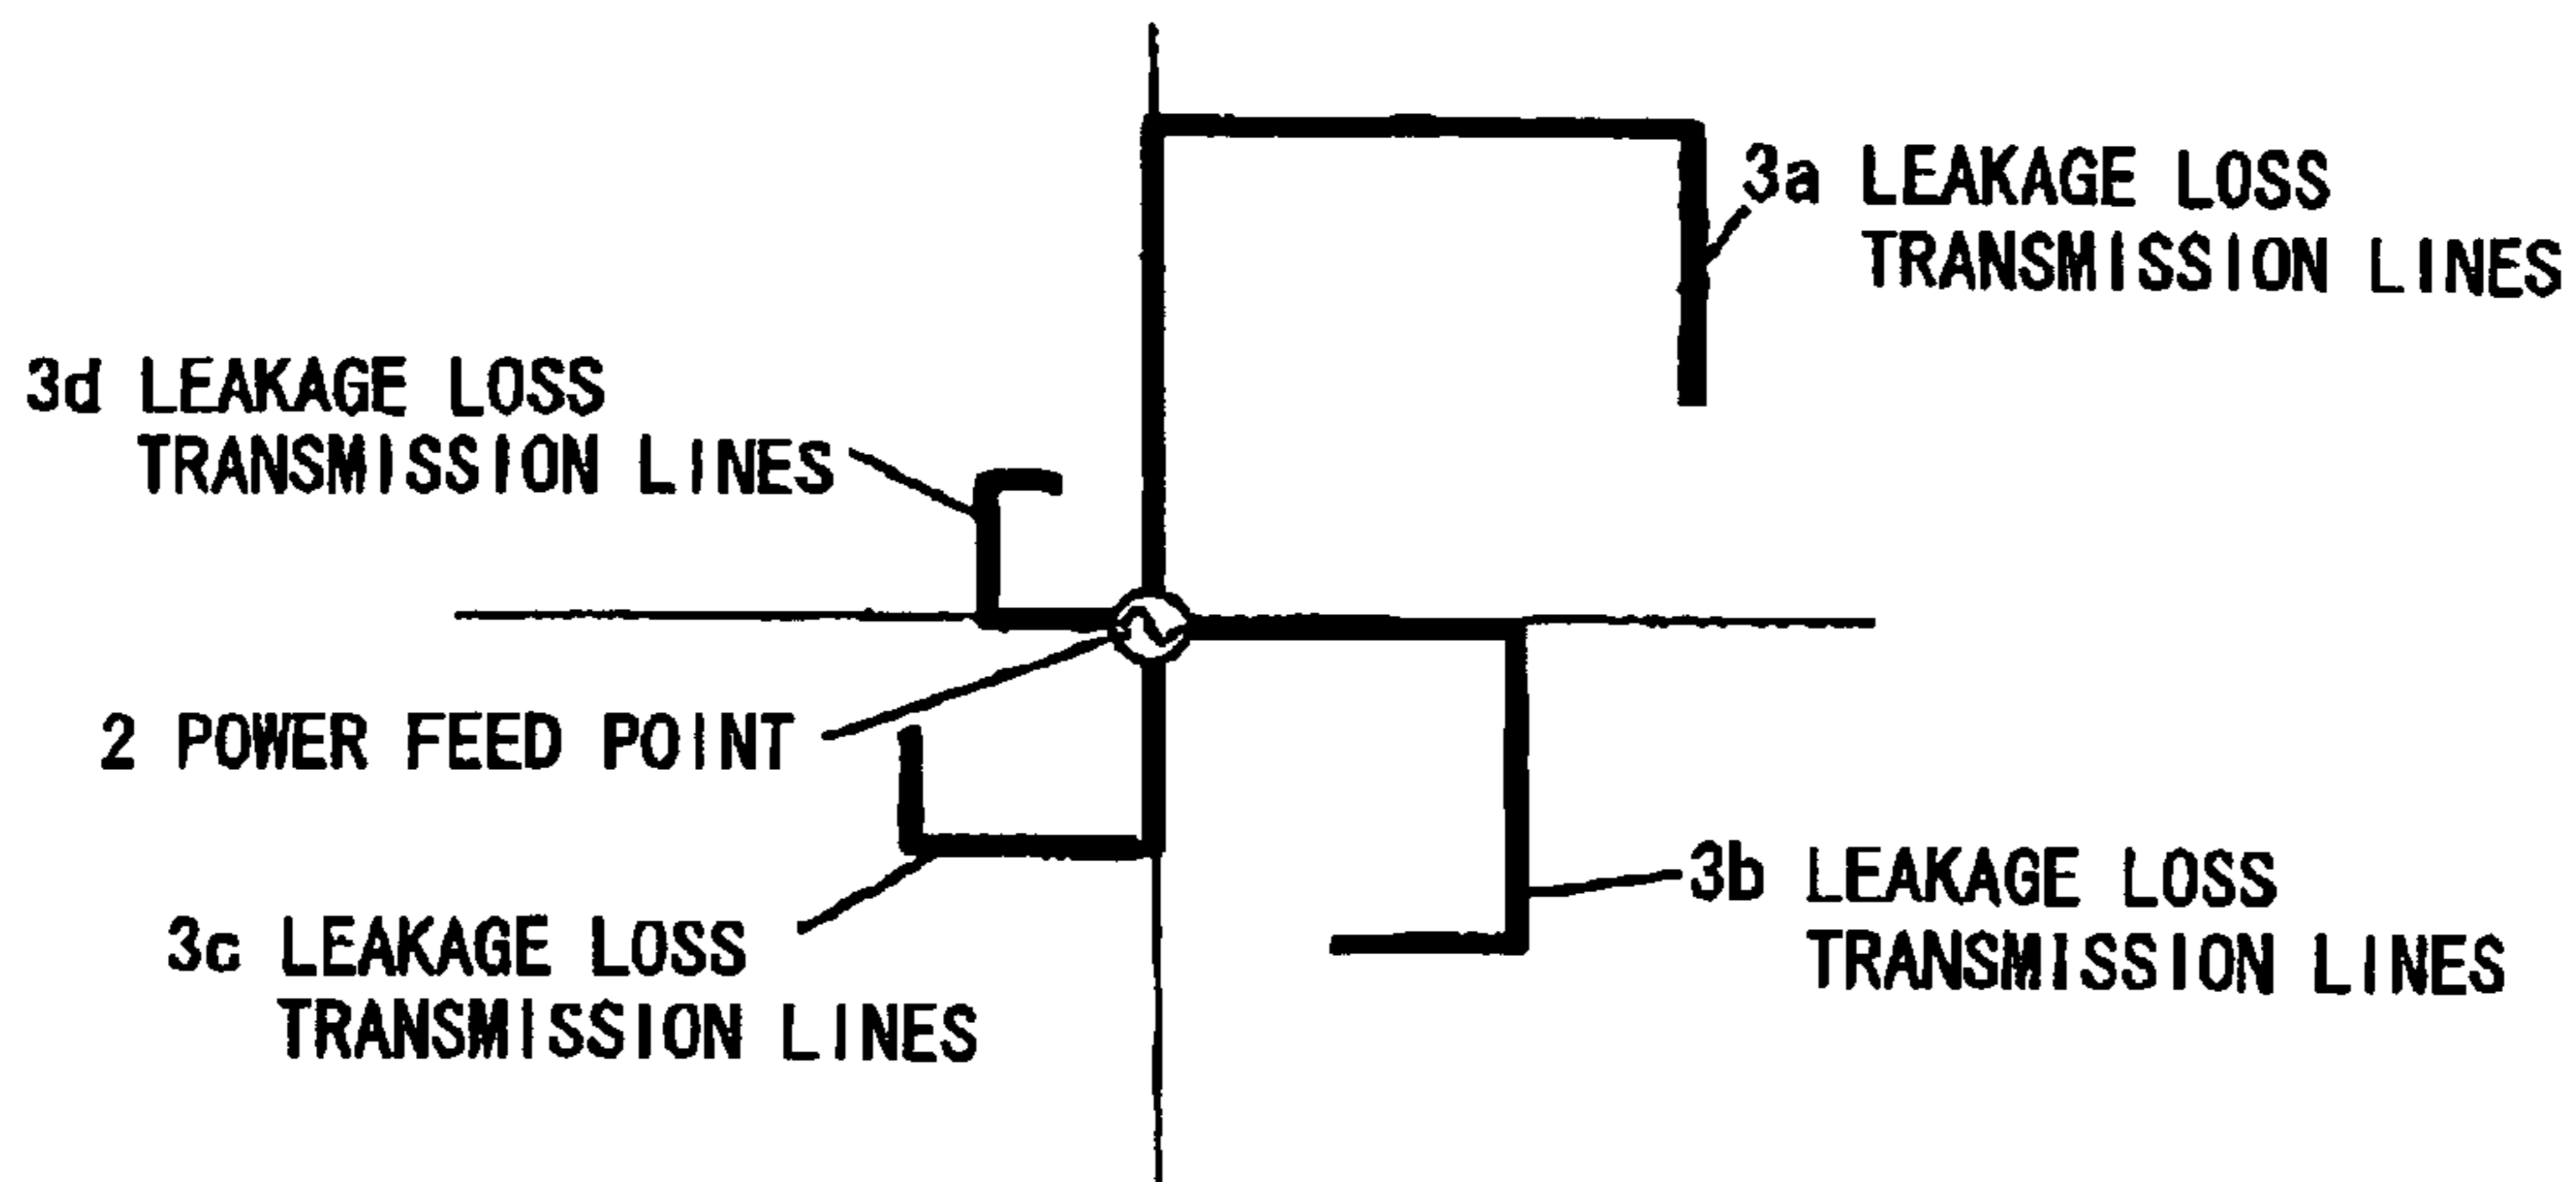 3a LEAKAGE LOSS
TRANSMISSION LINES
3d LEAKAGE LOSS
TRANSMISSION LINES
2 POWER FEED POINT
3b LEAKAGE LOSS
TRANSMISSION LINES
3c LEAKAGE LOSS
TRANSMISSION LINES